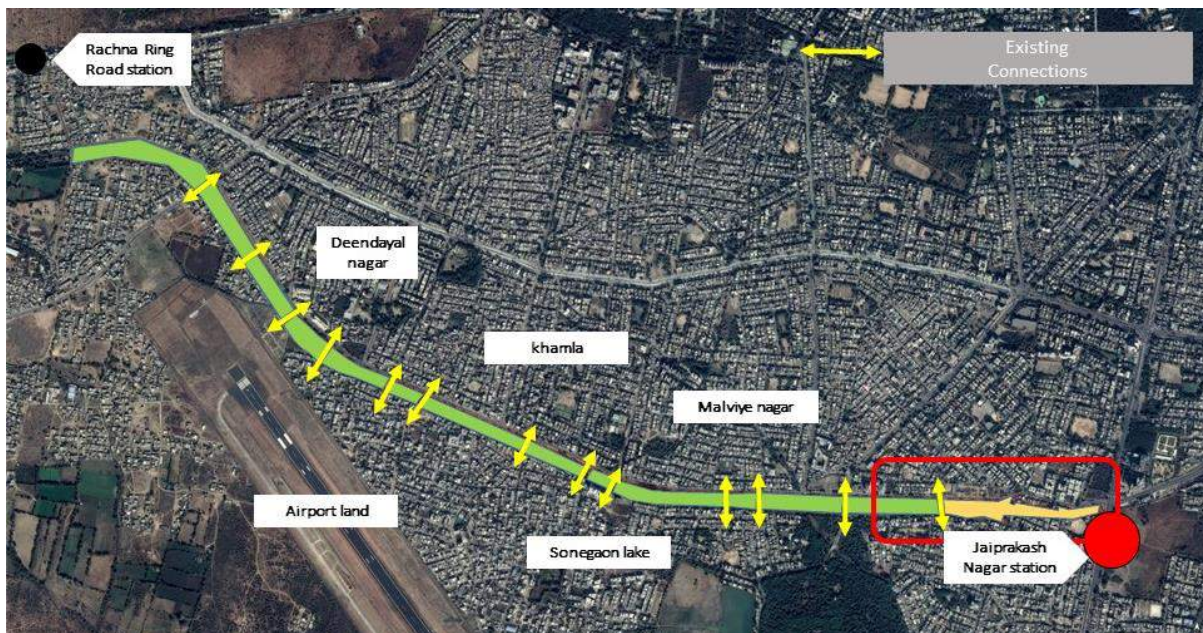 Rachna Ring
Road station
Existing
Connections
Deendayal
nagar
khamla
Malviye nagar
Airport land
Sonegaon lake
Jaiprakash
Nagar station